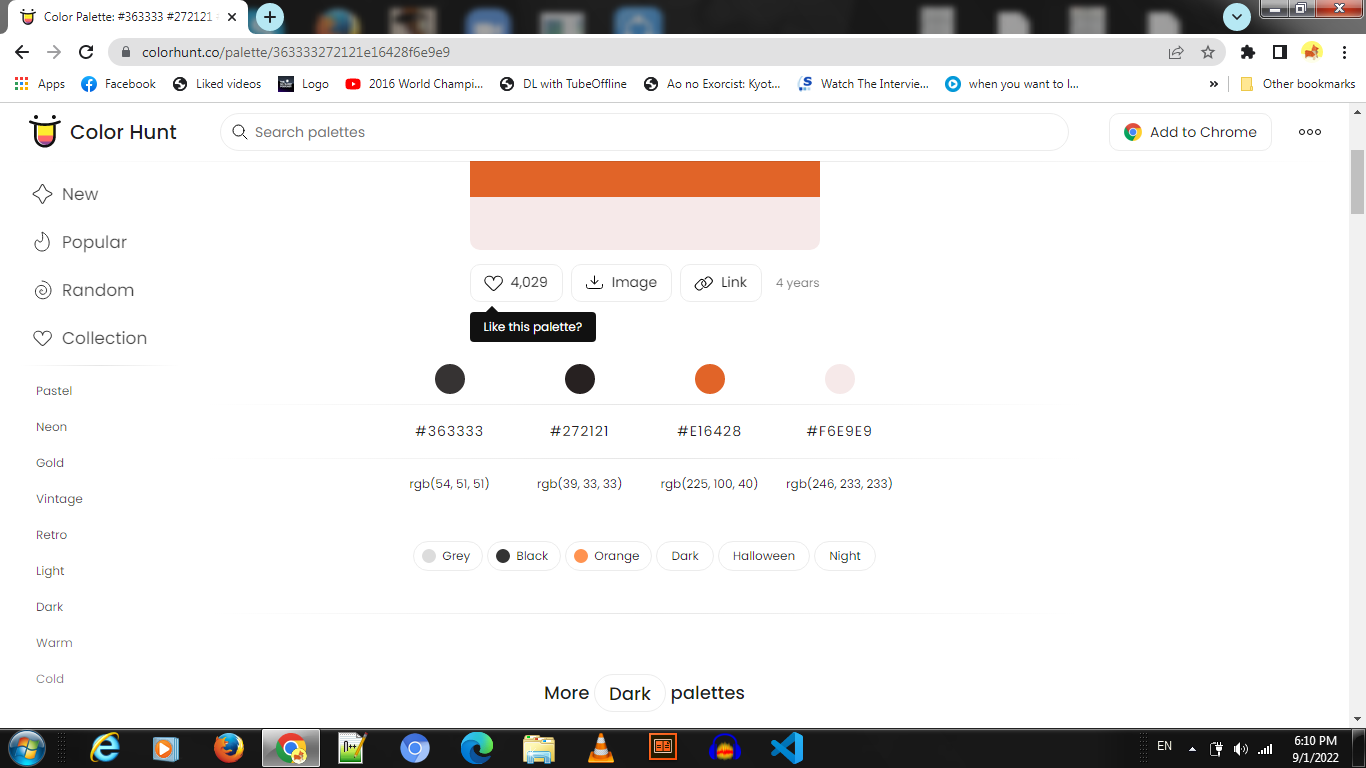 Color Palette: #363333 #272121
colorhunt.co/palette/363333272121e16428f6e9e9
Apps Facebook Liked videos Logo 2016 World Champi... DL with TubeOffline Ao no Exorcist: Kyot... Watch The Intervie... when you want to l... » Other bookmarks
Color Hunt
Search palettes
Add to Chrome
New
Popular
Random
Collection
Pastel
Neon
Gold
Vintage
Retro
Light
Dark
Warm
Cold
4,029 Image Link 4 years
Like this palette?
#363333 #272121 #E16428 #F6E9E9
rgb(54, 51, 51) rgb(39, 33, 33) rgb(225, 100, 40) rgb(246, 233, 233)
Grey Black Orange Dark Halloween Night
More Dark palettes
EN
6:10 PM
9/1/2022